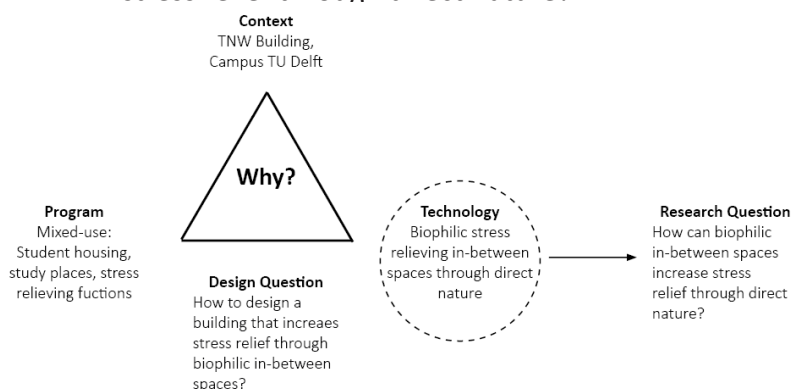 Context
TNW Building,
Campus TU Delft
Why?
Program
Mixed-use:
Student housing,
study places, stress
relieving fuctions
Technology
Biophilic stress
relieving in-between
spaces through direct
nature
Research Question
How can biophilic
in-between spaces
increase stress
relief through direct
nature?
Design Question
How to design a
building that increaes
stress relief through
biophilic in-between
spaces?